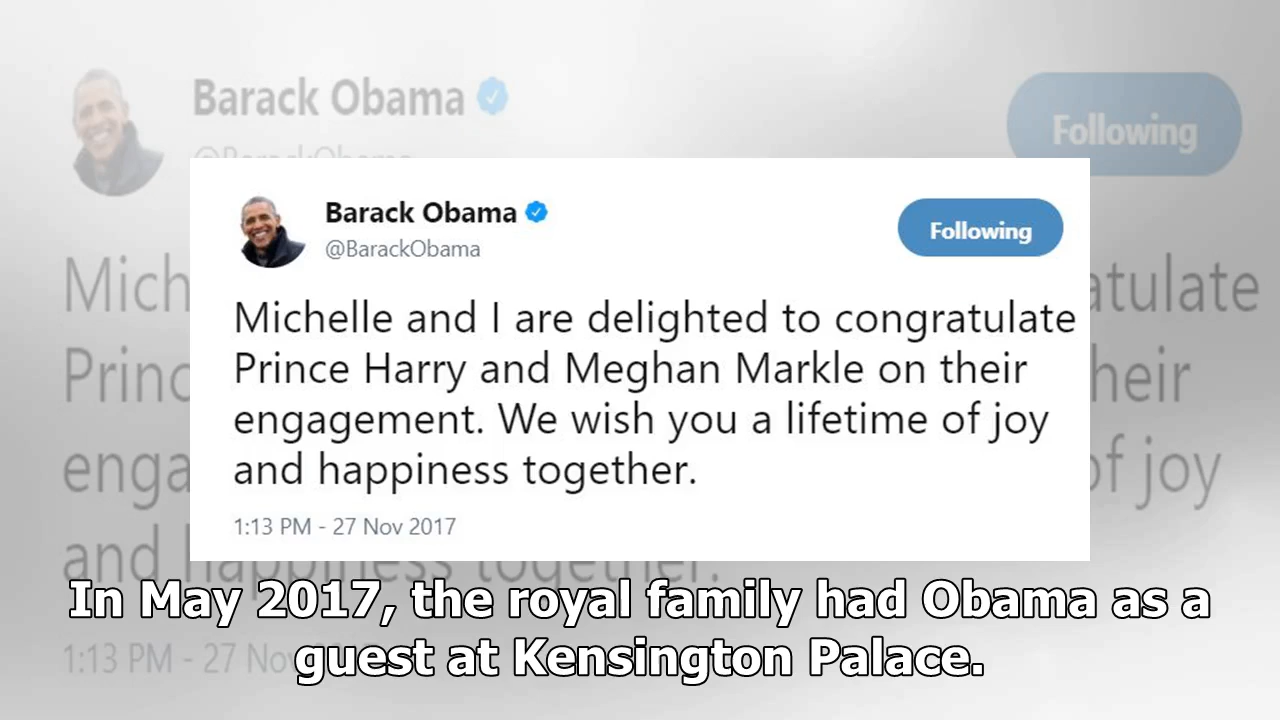 Barack Obama
@BarackObama
Following
Barack Obama
@BarackObama
Following
Michelle and I are delighted to congratulate
Prince Harry and Meghan Markle on their
engagement. We wish you a lifetime of joy
and happiness together.
1:13 PM - 27 Nov 2017
In May 2017, the royal family had Obama as a
guest at Kensington Palace.